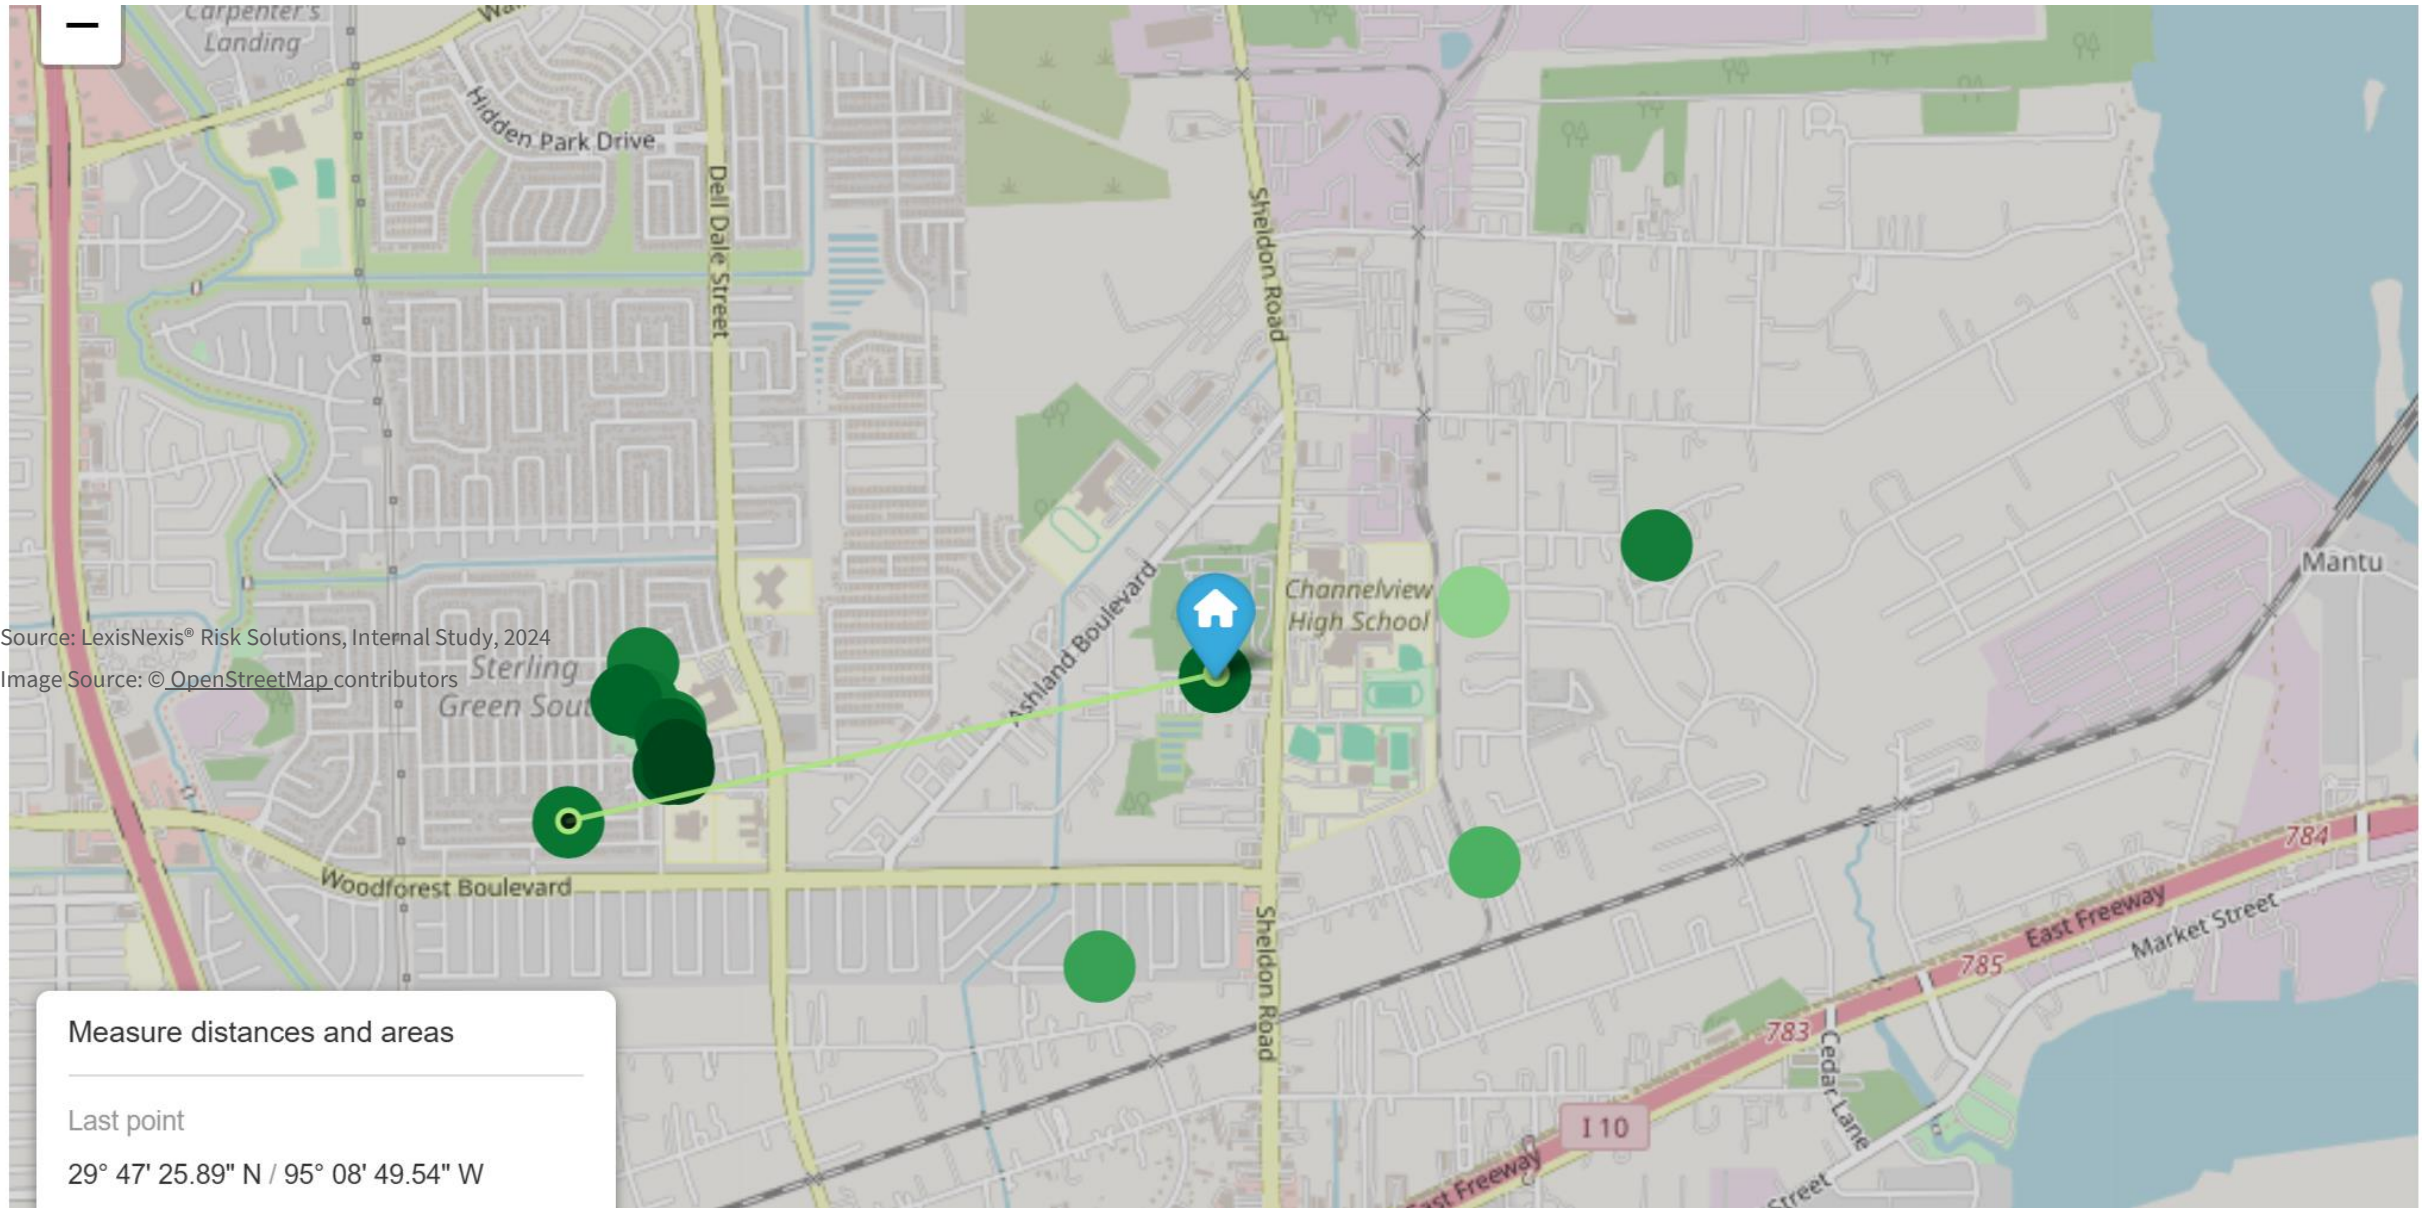 Carpenter's
Landing
Hidden Park Drive
Dell Dale Street
Sheldon Road
Channelview
High School
Ashland Boulevard
Mantu
Source: LexisNexis® Risk Solutions, Internal Study, 2024
Sterling
Image Source: © OpenStreetMap contributors
Green Sout
Woodforest Boulevard
Sheldon Road
784
East Freeway
Market Street
785
783
Cedar Lane
I 10
East Freeway
Street
Measure distances and areas
Last point
29° 47' 25.89" N / 95° 08' 49.54" W